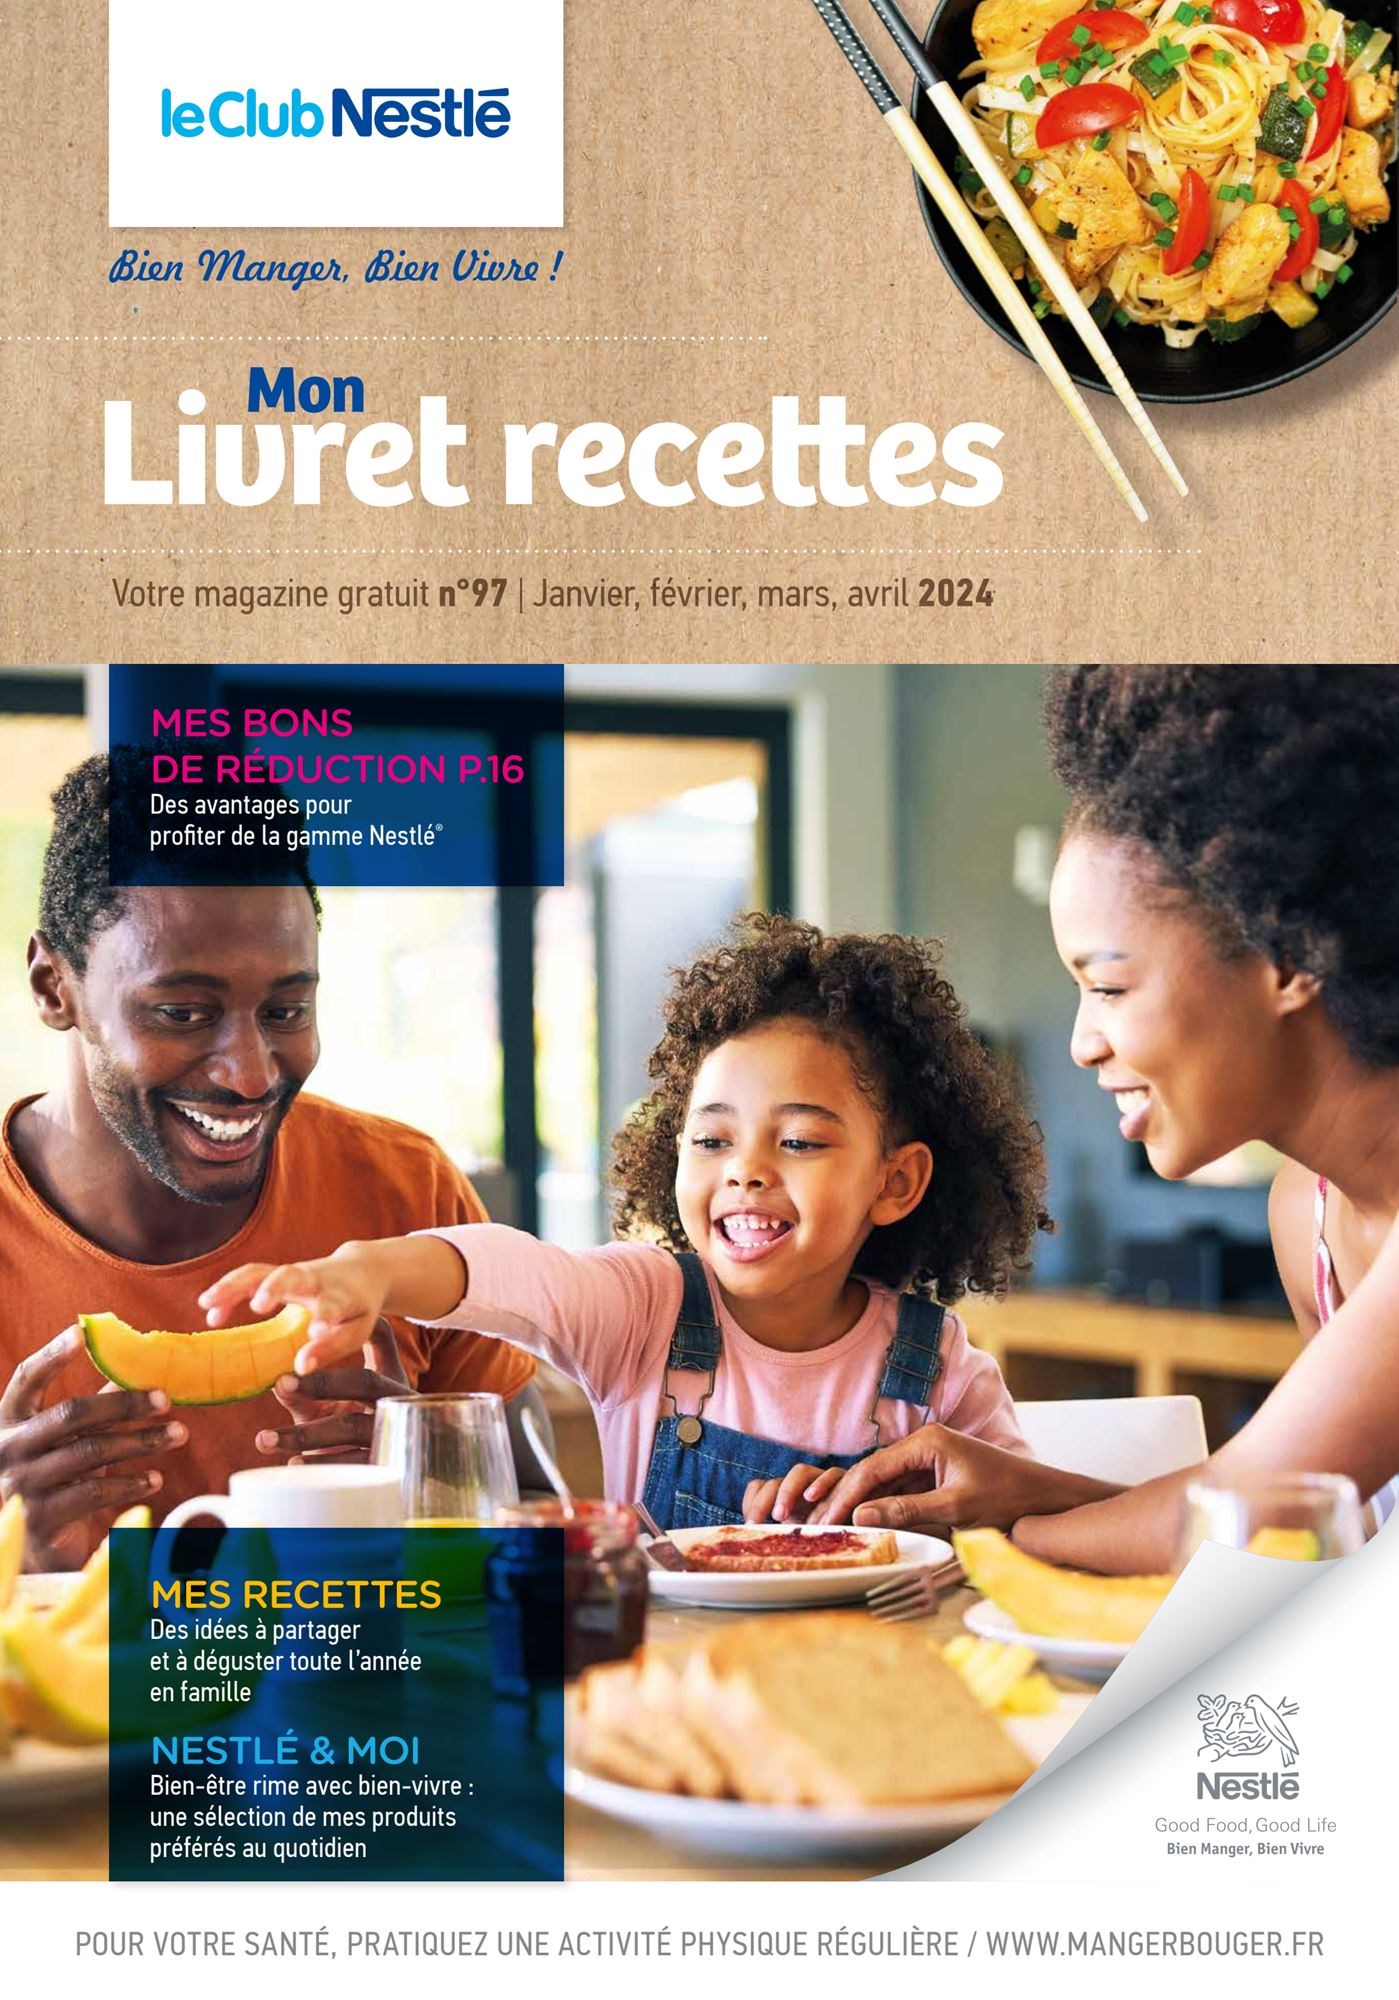 leClub Nestlé
Bien Manger, Bien Vivre !
Mon
Livret recettes
Votre magazine gratuit n°97 | Janvier, février, mars, avril 2024
MES BONS
DE RÉDUCTION P.16
Des avantages pour
profiter de la gamme Nestlé®
MES RECETTES
Des idées à partager
et à déguster toute l'année
en famille
NESTLÉ & MOI
Bien-être rime avec bien-vivre :
une sélection de mes produits
préférés au quotidien
Nestlé
Good Food, Good Life
Bien Manger, Bien Vivre
POUR VOTRE SANTÉ, PRATIQUEZ UNE ACTIVITÉ PHYSIQUE RÉGULIÈRE / WWW.MANGERBOUGER.FR